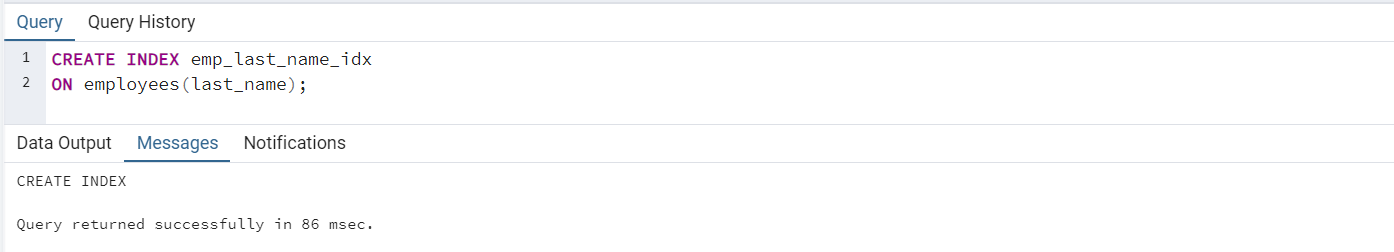 Query Query History
1 CREATE INDEX emp_last_name_idx
2 ON employees(last_name);
Data Output Messages Notifications
CREATE INDEX
Query returned successfully in 86 msec.